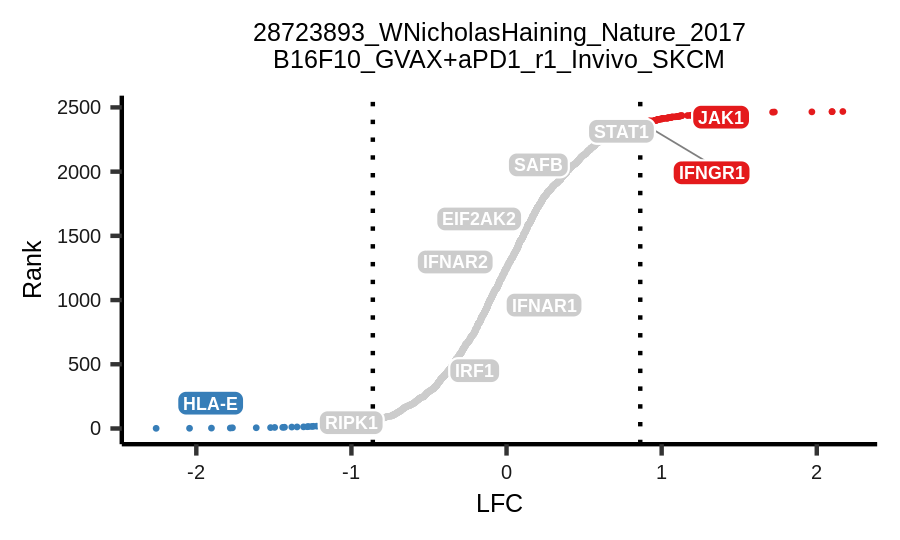 28723893_WNicholasHaining_Nature_2017
B16F10_GVAX+aPD1_r1_Invivo_SKCM
2500
2000
1500
1000
500
0
Rank
JAK1
STAT1
SAFB
IFNGR1
EIF2AK2
IFNAR2
IFNAR1
IRF1
HLA-E
RIPK1
-2
-1
0
1
2
LFC